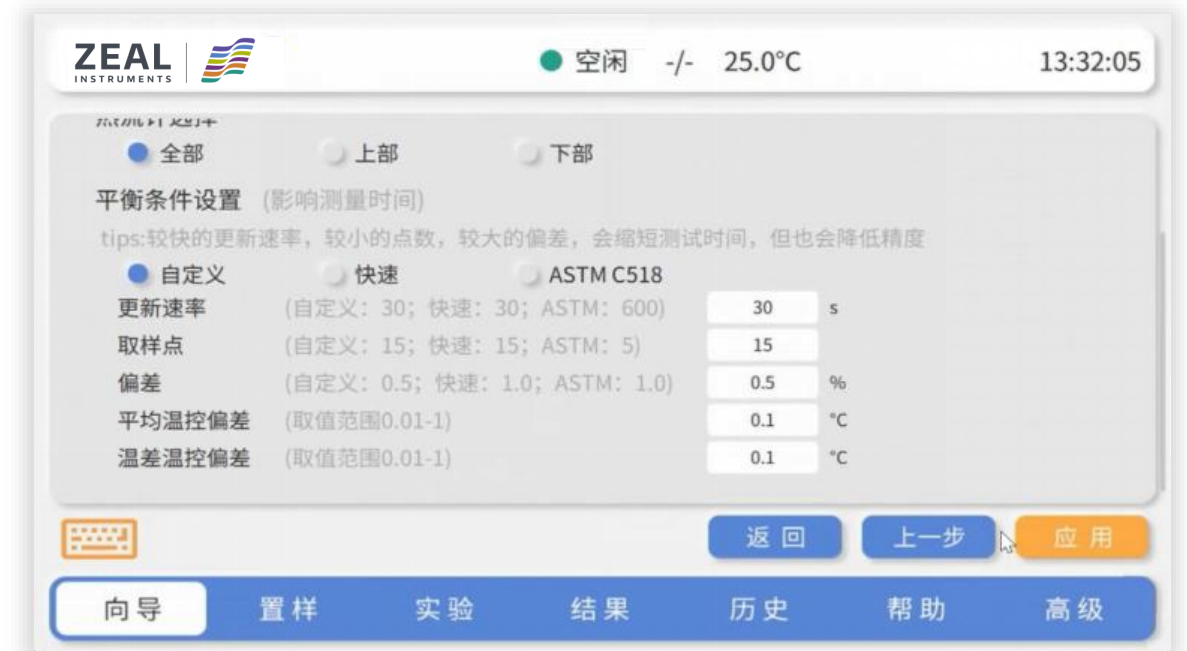 ZEAL
INSTRUMENTS
空闲 -/- 25.0°C 13:32:05
全部 上部 下部
平衡条件设置 (影响测量时间)
tips:较快的更新速率，较小的点数，较大的偏差，会缩短测试时间，但也会降低精度
自定义 快速 ASTM C518
更新速率 (自定义：30；快速：30；ASTM：600) 30 s
取样点 (自定义：15；快速：15；ASTM：5) 15
偏差 (自定义：0.5；快速：1.0；ASTM：1.0) 0.5 %
平均温控偏差 (取值范围0.01-1) 0.1 °C
温差温控偏差 (取值范围0.01-1) 0.1 °C
返回 上一步 应用
向导 置样 实验 结果 历史 帮助 高级